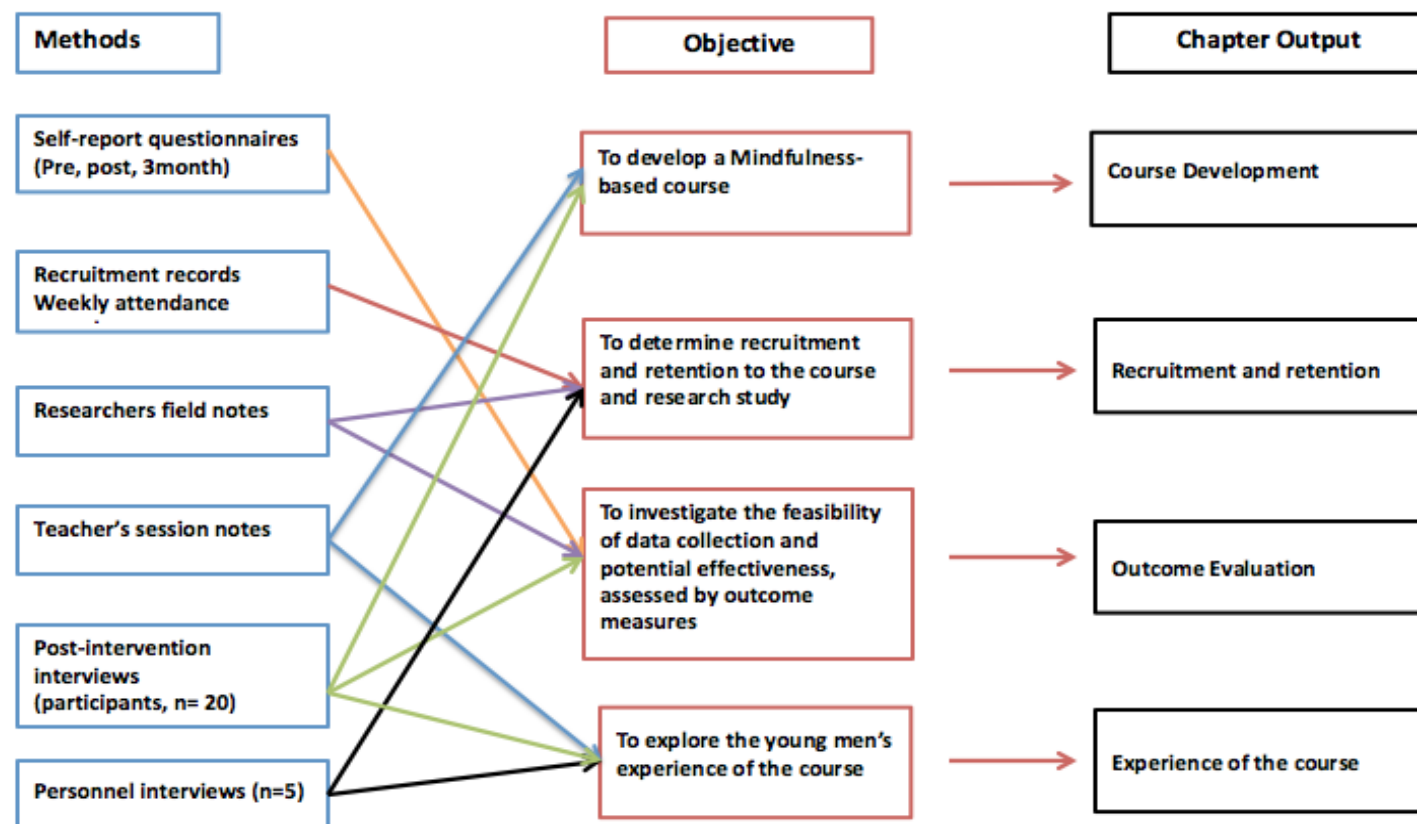 Methods
Objective
Chapter Output
Self-report questionnaires
(Pre, post, 3month)
Recruitment records
Weekly attendance
Researchers field notes
Teacher’s session notes
Post-intervention
interviews
(participants, n= 20)
Personnel interviews (n=5)
To develop a Mindfulness-
based course
To determine recruitment
and retention to the course
and research study
To investigate the feasibility
of data collection and
potential effectiveness,
assessed by outcome
measures
To explore the young men’s
experience of the course
Course Development
Recruitment and retention
Outcome Evaluation
Experience of the course